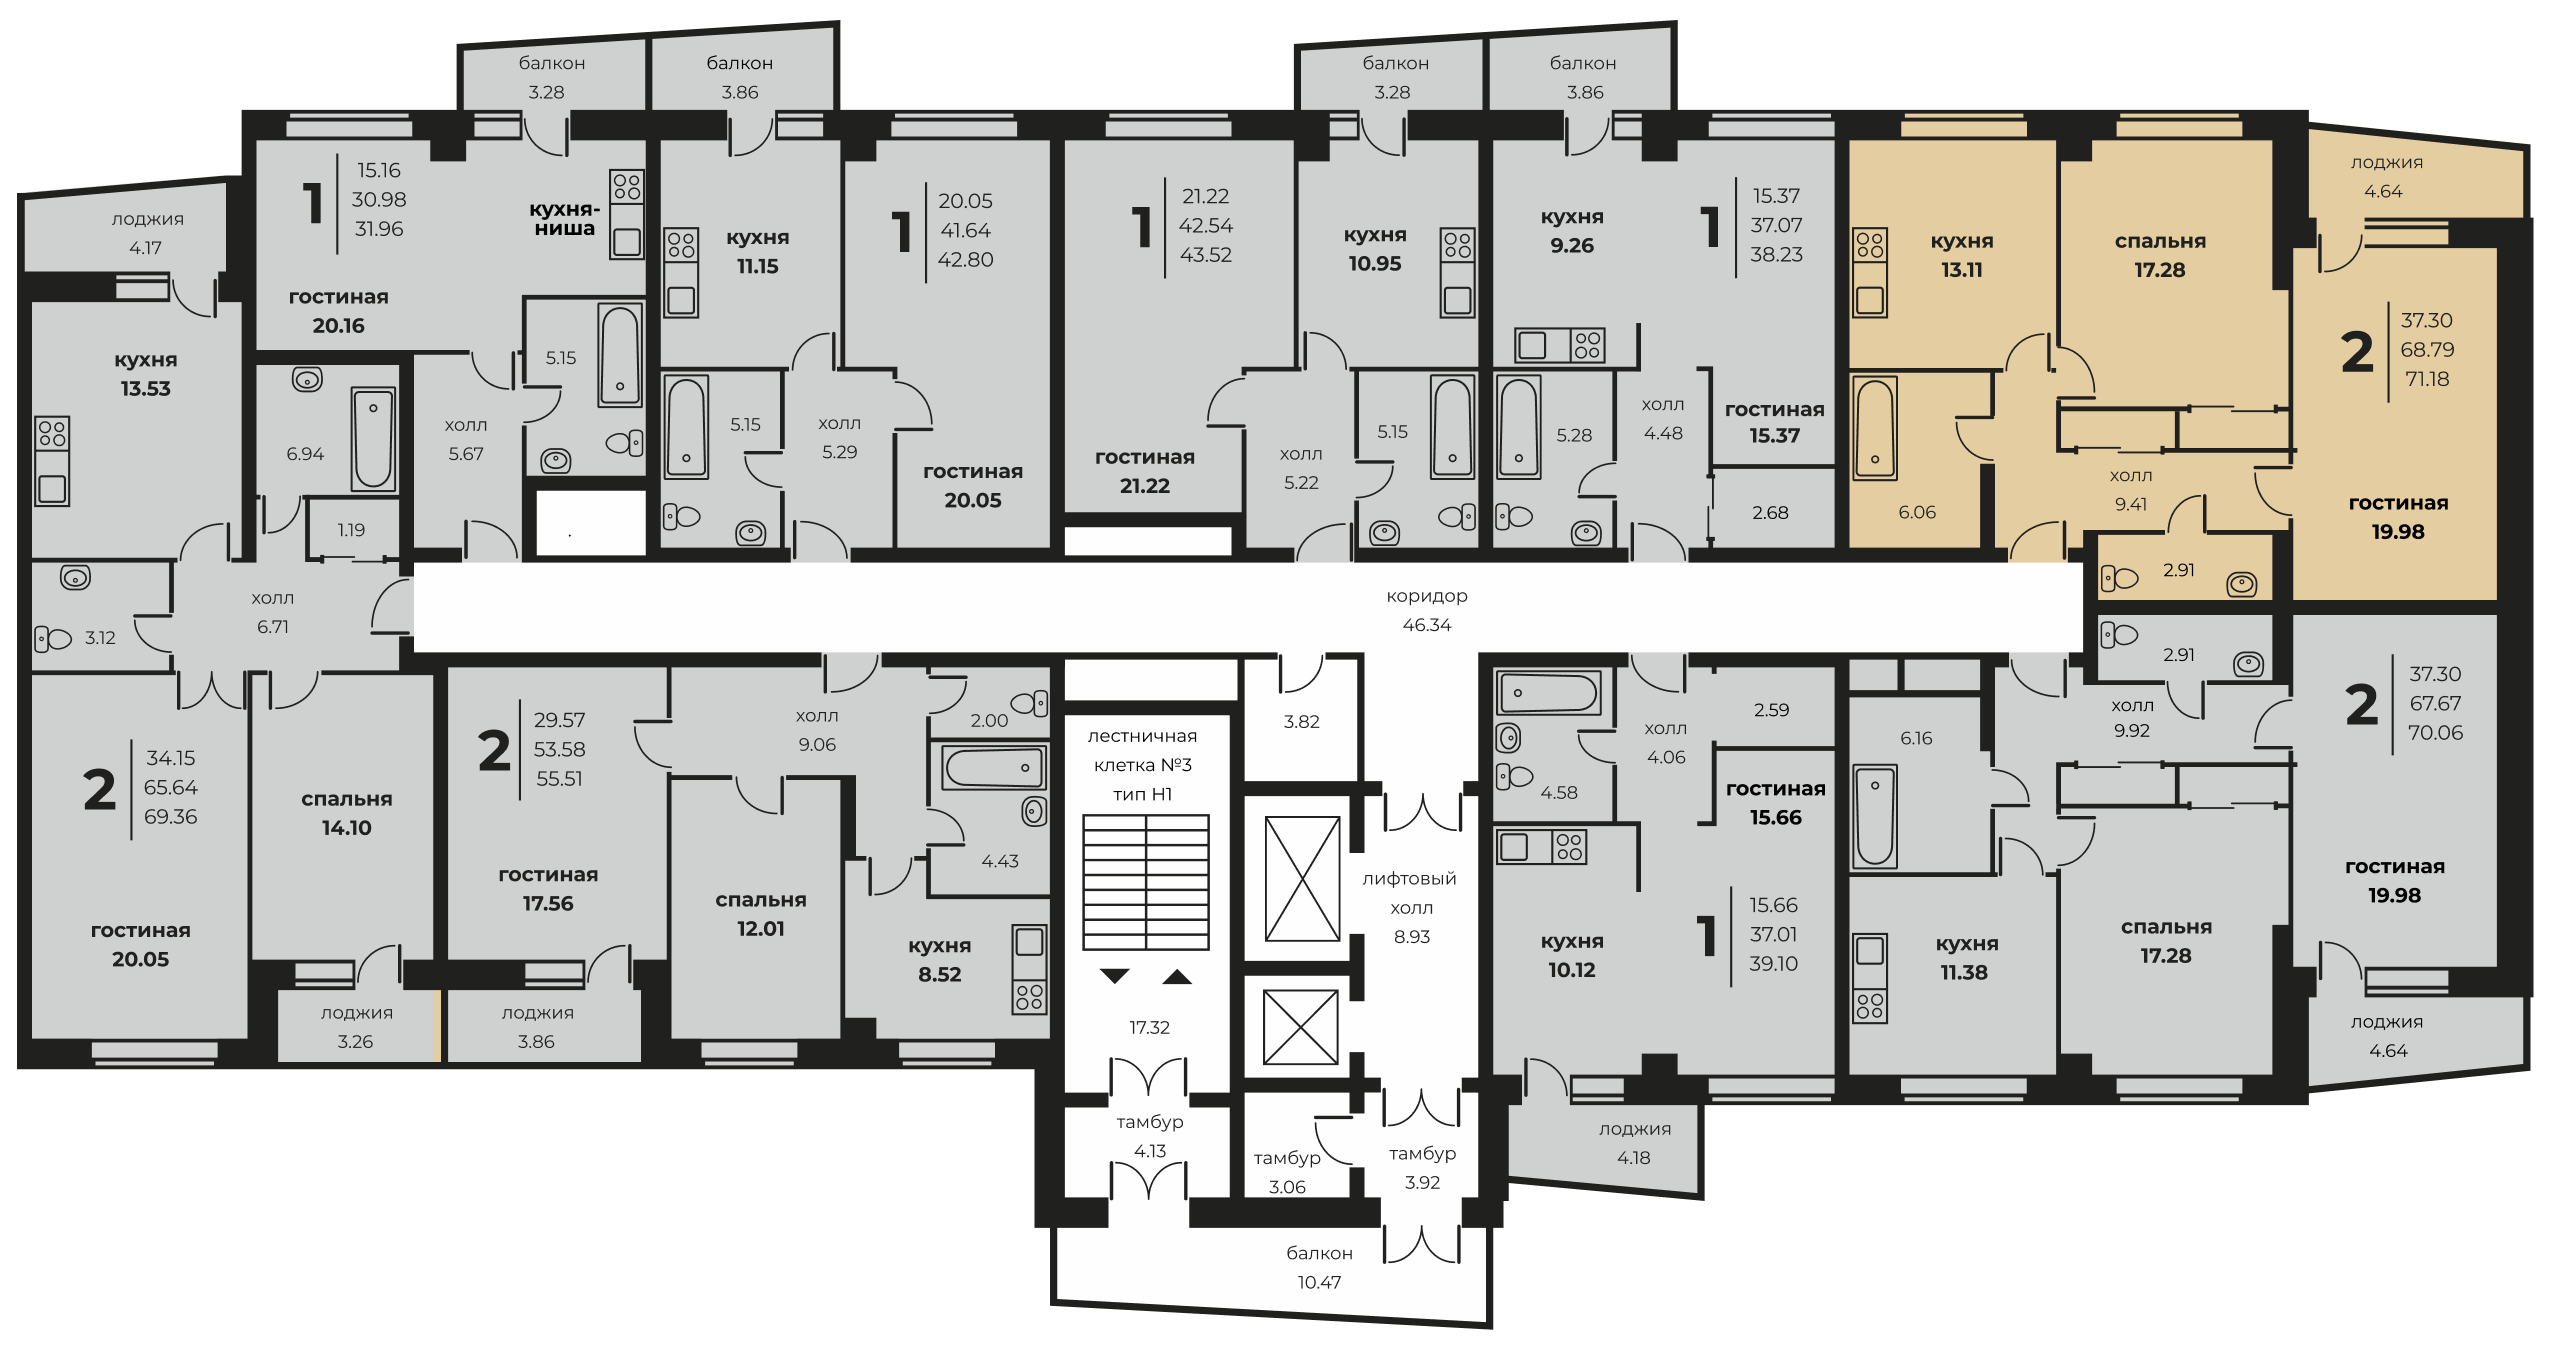 балкон
3.28
балкон
3.86
балкон
3.28
балкон
3.86
лоджия
4.17
1
15.16
30.98
31.96
кухня-
ниша
гостиная
20.16
5.15
кухня
11.15
1
20.05
41.64
42.80
1
21.22
42.54
43.52
кухня
10.95
кухня
9.26
1
15.37
37.07
38.23
кухня
13.11
спальня
17.28
лоджия
4.64
2
37.30
68.79
71.18
кухня
13.53
6.94
1.19
холл
5.67
5.15
холл
5.29
гостиная
20.05
гостиная
21.22
холл
5.22
5.15
5.28
холл
4.48
гостиная
15.37
2.68
6.06
холл
9.41
гостиная
19.98
2.91
3.12
холл
6.71
коридор
46.34
2.91
2
34.15
65.64
69.36
спальня
14.10
гостиная
20.05
лоджия
3.26
2
29.57
53.58
55.51
холл
9.06
2.00
4.43
гостиная
17.56
спальня
12.01
кухня
8.52
лоджия
3.86
лестничная
клетка №3
тип Н1
17.32
3.82
лифтовый
холл
8.93
4.58
холл
4.06
2.59
гостиная
15.66
кухня
10.12
1
15.66
37.01
39.10
6.16
холл
9.92
2
37.30
67.67
70.06
гостиная
19.98
кухня
11.38
спальня
17.28
лоджия
4.64
тамбур
4.13
тамбур
3.06
тамбур
3.92
лоджия
4.18
балкон
10.47